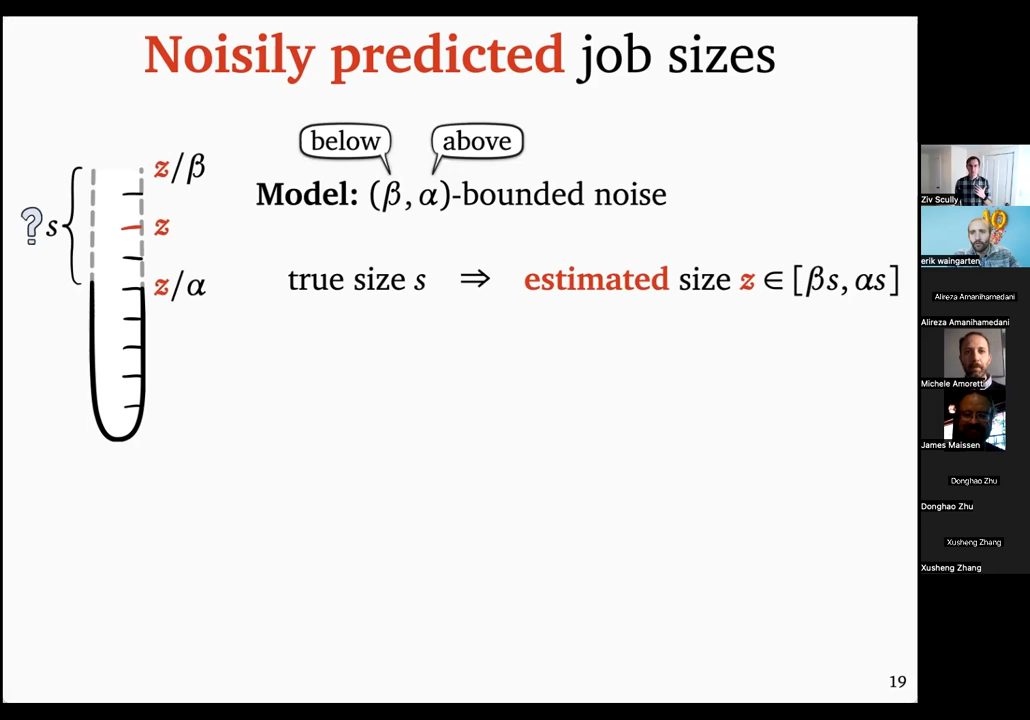 Noisily predicted job sizes
below
above
Model: (β, α)-bounded noise
z/β
? s
z
z/α
true size s ⇒ estimated size z ∈ [βs, αs]
19
Ziv Scully
erik waingarten
Alireza Amanihamedani
Alireza Amanihamedani
Michele Amoretti
James Maissen
Donghao Zhu
Donghao Zhu
Xusheng Zhang
Xusheng Zhang